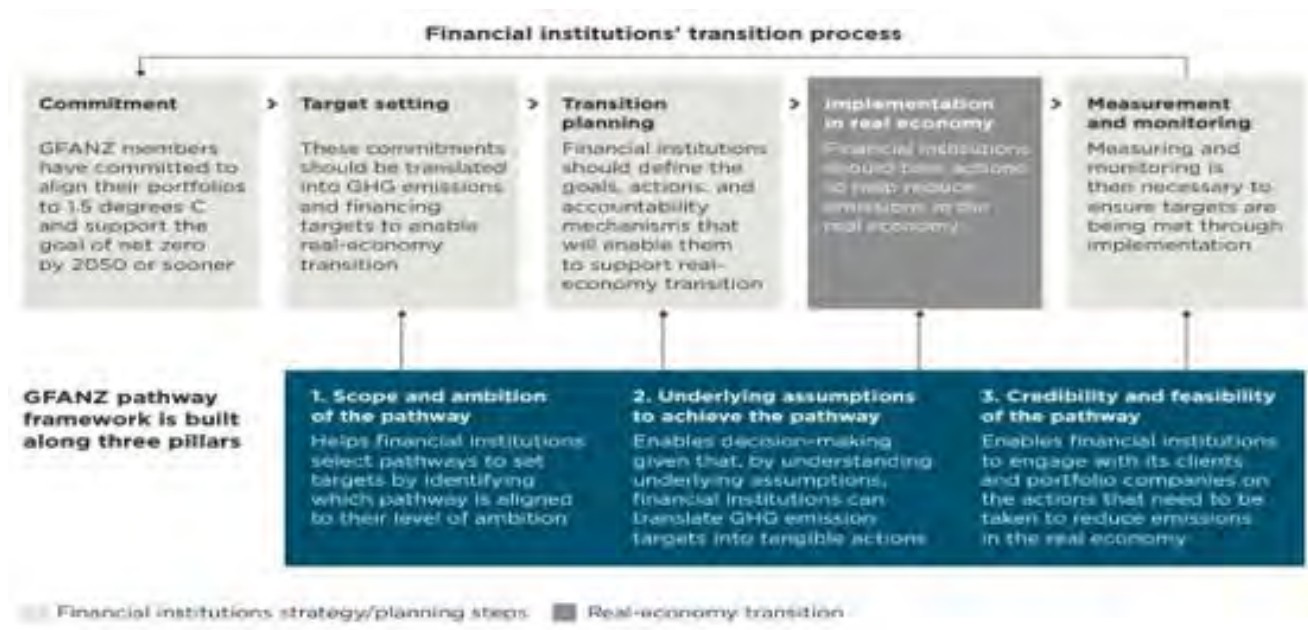 Financial institutions' transition process
Commitment
GFANZ members
have committed to
align their portfolios
to 1.5 degrees C
and support the
goal of net zero
by 2050 or sooner
>
Target setting
These commitments
should be translated
into GHG emissions
and financing
targets to enable
real-economy
transition
>
Transition
planning
Financial institutions
should define the
goals, actions, and
accountability
mechanisms that
will enable them
to support real-
economy transition
>
Implementation
in real economy
Financial institutions
should take actions
to help reduce
emissions in the
real economy
>
Measurement
and monitoring
Measuring and
monitoring is
then necessary to
ensure targets are
being met through
implementation
GFANZ pathway
framework is built
along three pillars
1. Scope and ambition
of the pathway
Helps financial institutions
select pathways to set
targets by identifying
which pathway is aligned
to their level of ambition
2. Underlying assumptions
to achieve the pathway
Enables decision-making
given that, by understanding
underlying assumptions,
financial institutions can
translate GHG emission
targets into tangible actions
3. Credibility and feasibility
of the pathway
Enables financial institutions
to engage with its clients
and portfolio companies on
the actions that need to be
taken to reduce emissions
in the real economy
Financial institutions strategy/planning steps
Real-economy transition